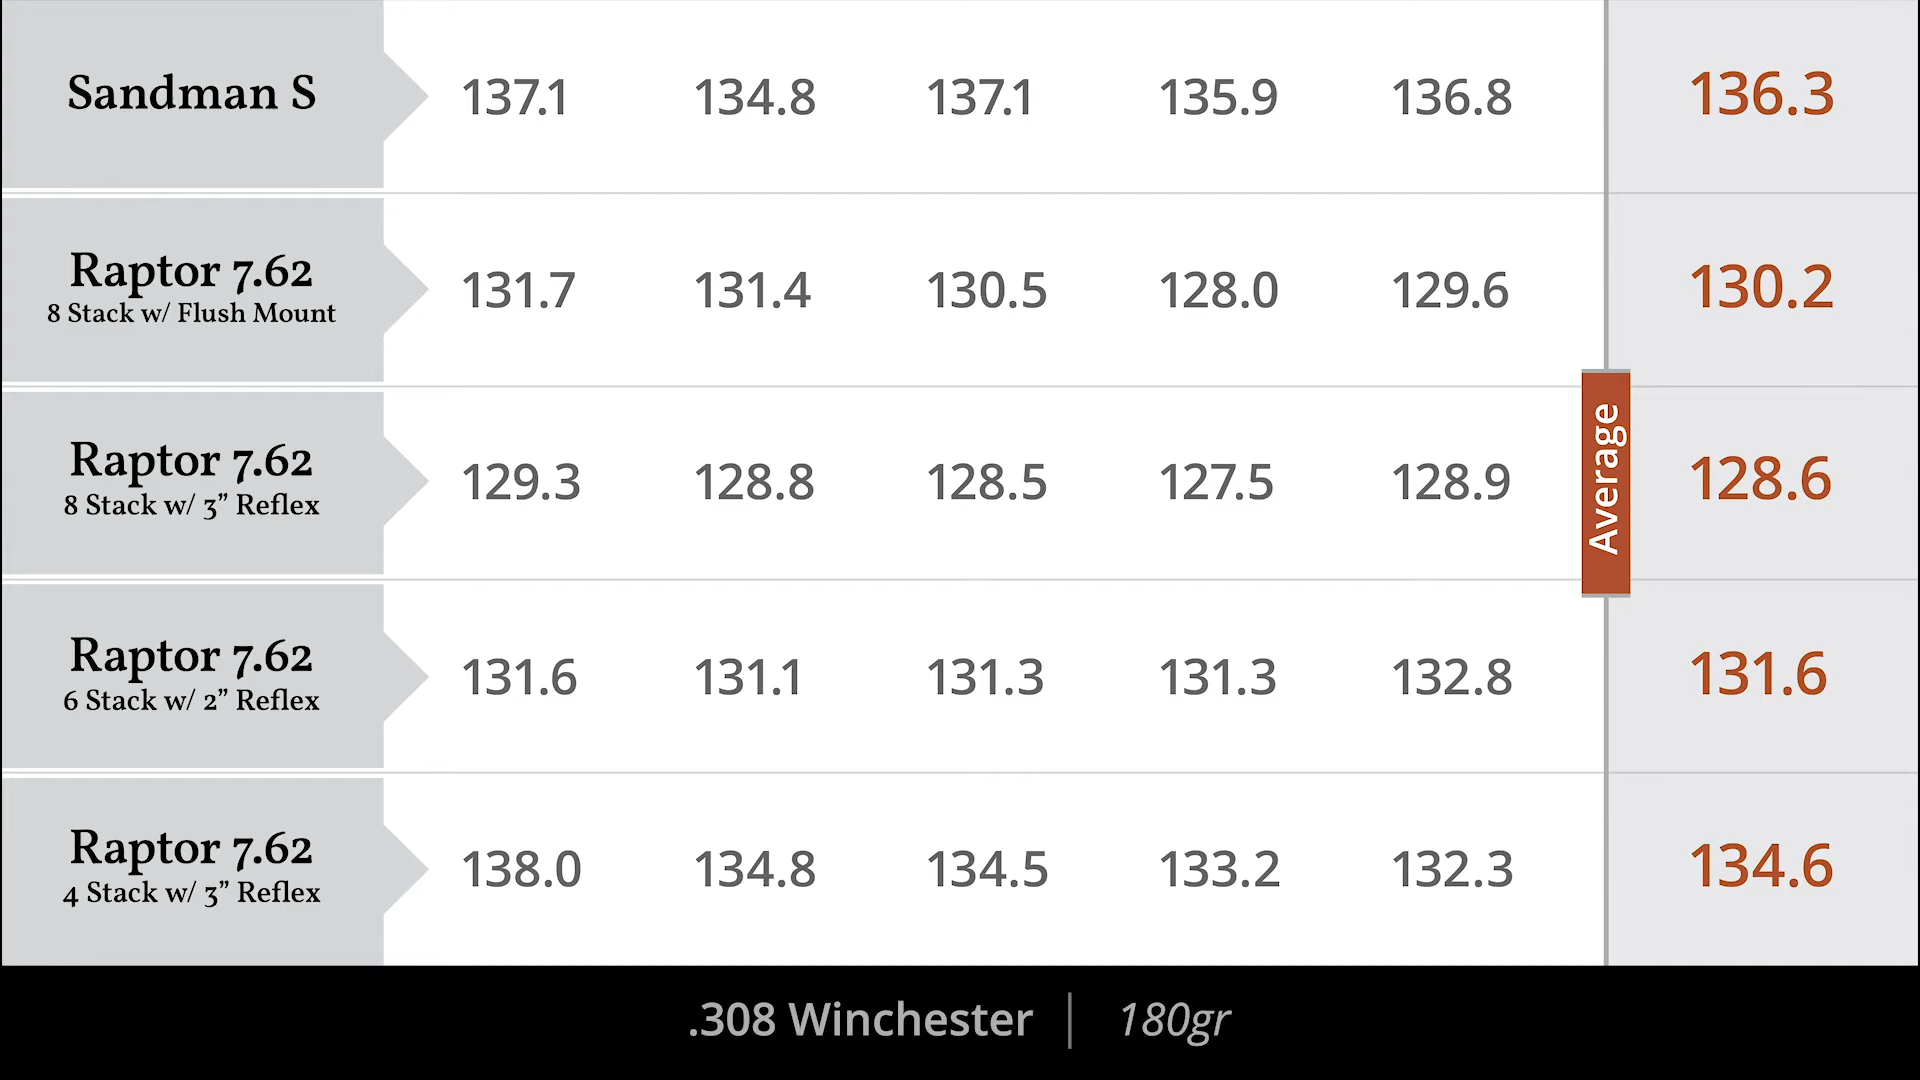 Sandman S 137.1 134.8 137.1 135.9 136.8 136.3
Raptor 7.62 131.7 131.4 130.5 128.0 129.6 130.2
8 Stack w/ Flush Mount
Raptor 7.62 129.3 128.8 128.5 127.5 128.9 128.6
8 Stack w/ 3” Reflex
Average
Raptor 7.62 131.6 131.1 131.3 131.3 132.8 131.6
6 Stack w/ 2” Reflex
Raptor 7.62 138.0 134.8 134.5 133.2 132.3 134.6
4 Stack w/ 3” Reflex
.308 Winchester | 180gr